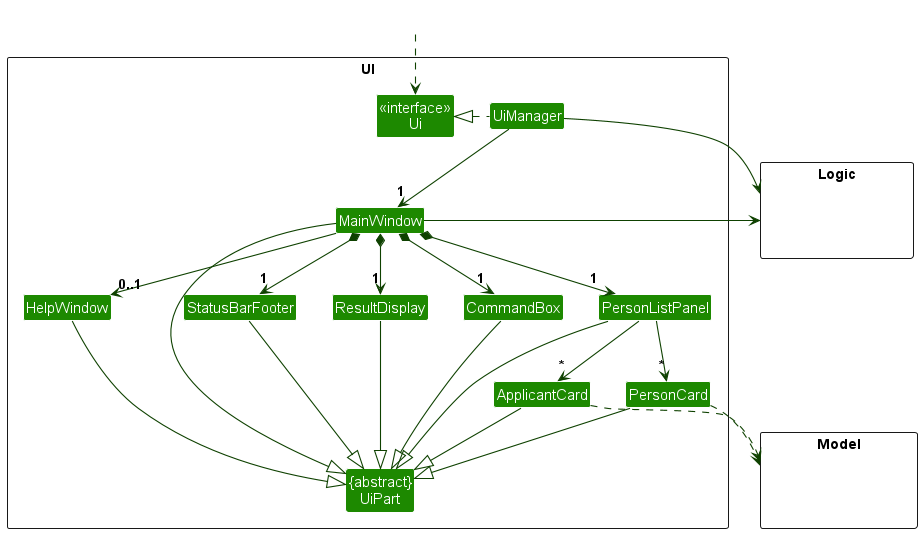 UI
«interface»
Ui
UiManager
Logic
1
MainWindow
0..1
1
1
1
1
HelpWindow
StatusBarFooter
ResultDisplay
CommandBox
PersonListPanel
*
*
ApplicantCard
PersonCard
Model
{abstract}
UiPart